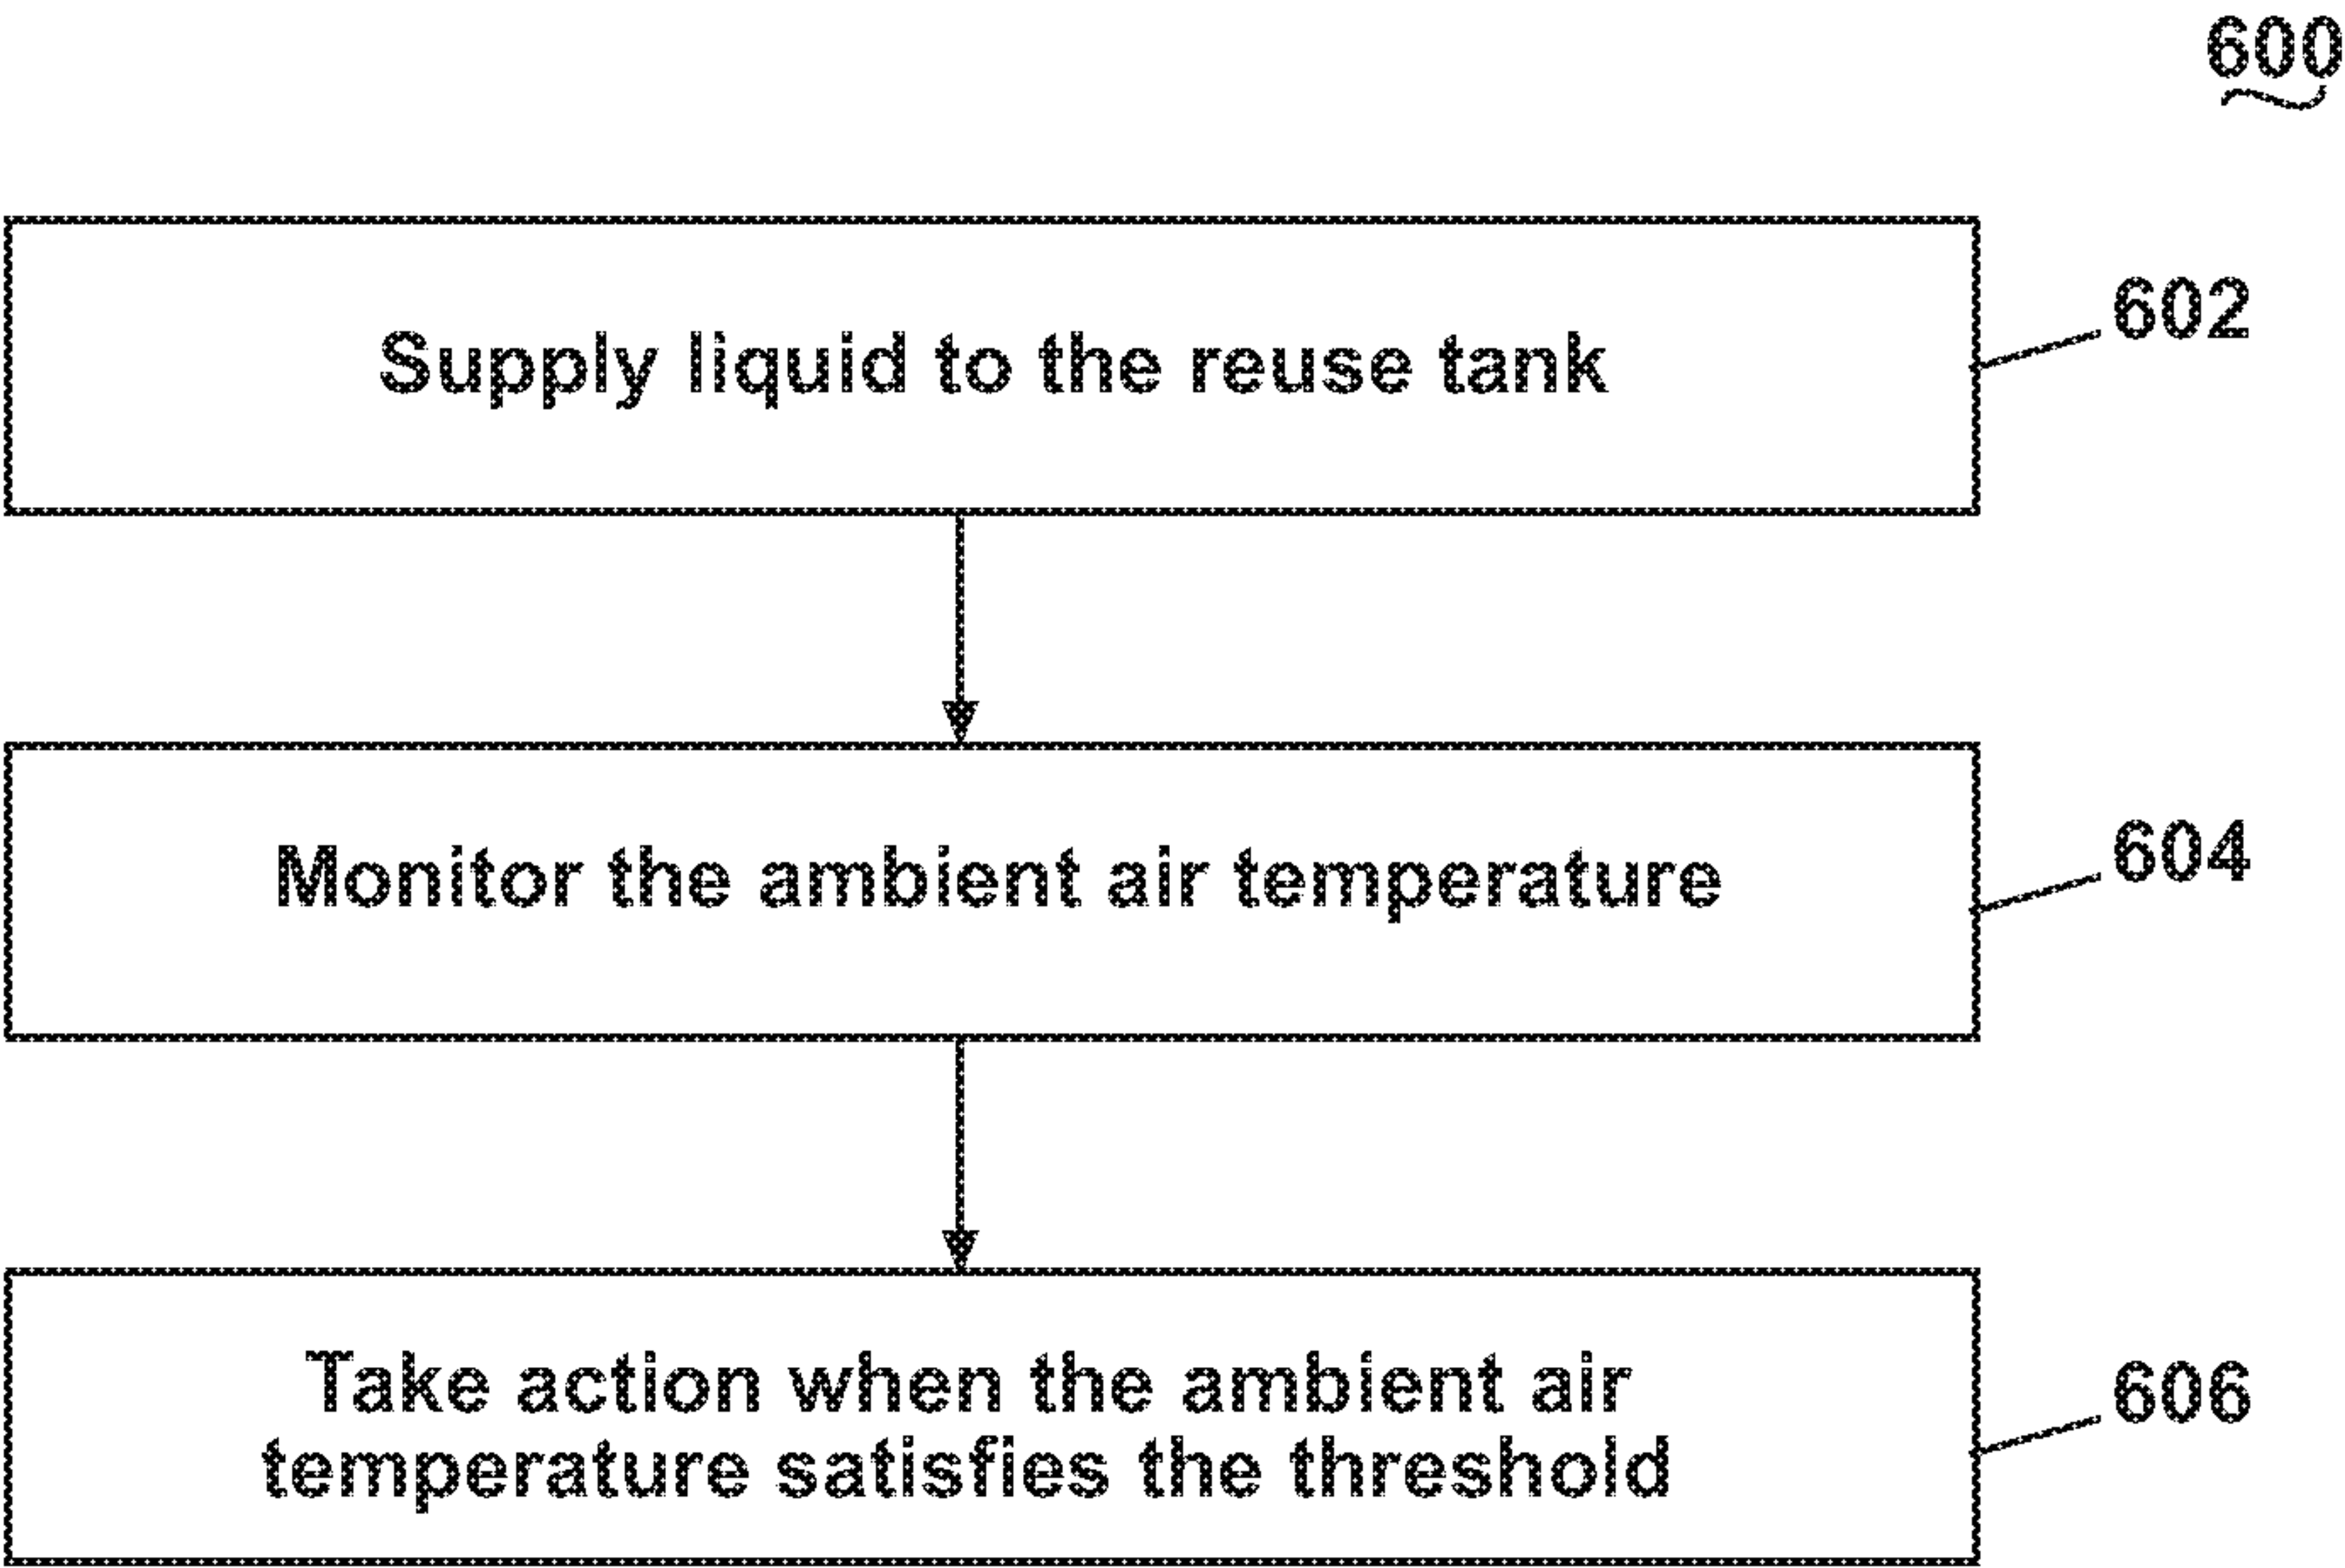 600
Supply liquid to the reuse tank
602
Monitor the ambient air temperature
604
Take action when the ambient air
temperature satisfies the threshold
606